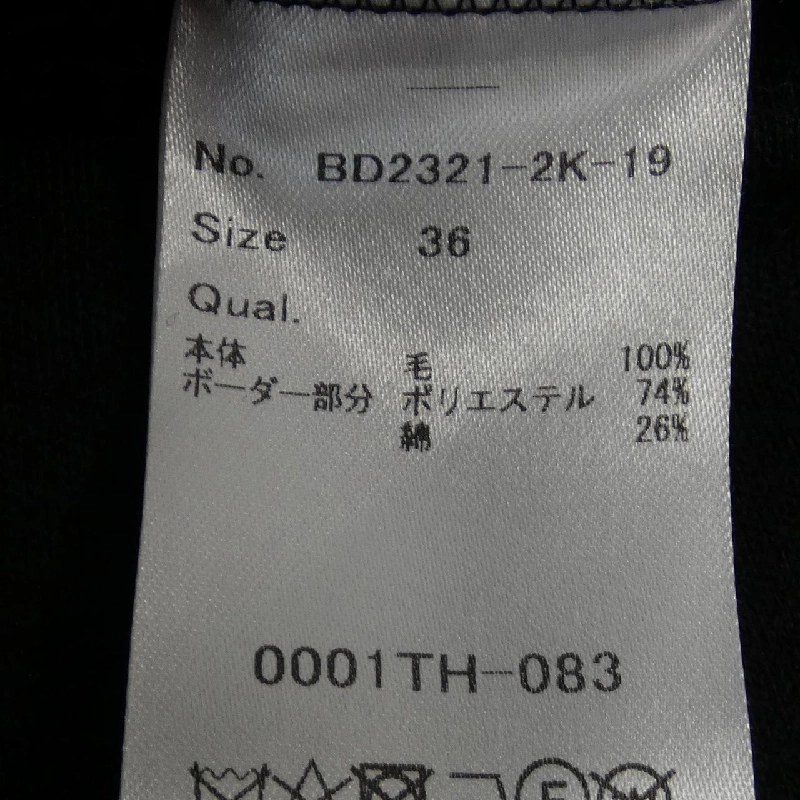 No. BD2321-2K-19
Size 36
Qual.
本体 毛 100%
ボーダー部分 ポリエステル 74%
綿 26%
0001TH-083
F